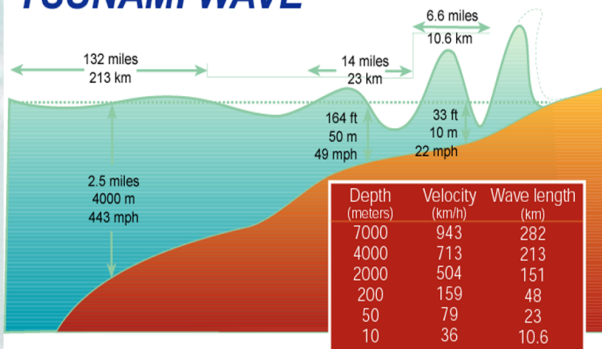 TSUNAMI WAVE
132 miles
213 km
14 miles
23 km
6.6 miles
10.6 km
164 ft
50 m
49 mph
33 ft
10 m
22 mph
2.5 miles
4000 m
443 mph
Depth Velocity Wave length
(meters) (km/h) (km)
7000 943 282
4000 713 213
2000 504 151
200 159 48
50 79 23
10 36 10.6